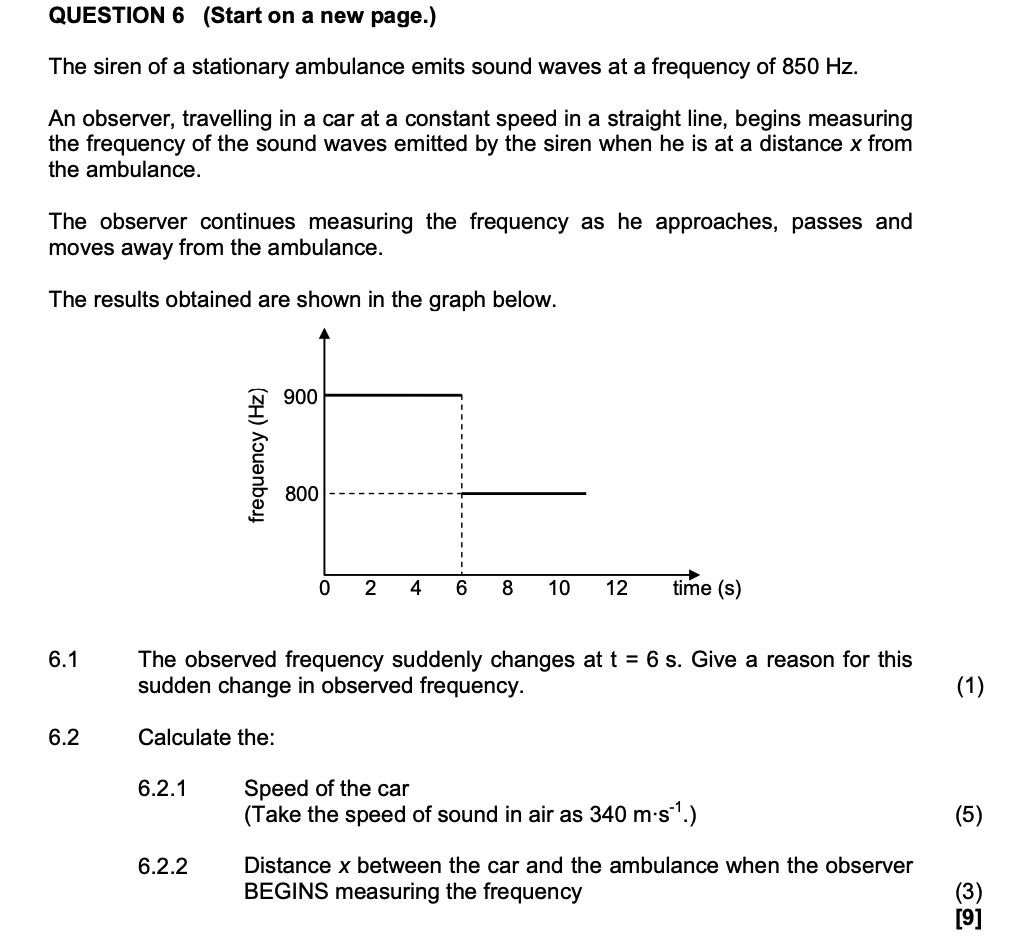 QUESTION 6 (Start on a new page.)
The siren of a stationary ambulance emits sound waves at a frequency of 850 Hz.
An observer, travelling in a car at a constant speed in a straight line, begins measuring
the frequency of the sound waves emitted by the siren when he is at a distance x from
the ambulance.
The observer continues measuring the frequency as he approaches, passes and
moves away from the ambulance.
The results obtained are shown in the graph below.
frequency (Hz)
900
800
0 2 4 6 8 10 12 time (s)
6.1 The observed frequency suddenly changes at t = 6 s. Give a reason for this
sudden change in observed frequency. (1)
6.2 Calculate the:
6.2.1 Speed of the car
(Take the speed of sound in air as 340 m·s⁻¹.) (5)
6.2.2 Distance x between the car and the ambulance when the observer
BEGINS measuring the frequency (3)
[9]